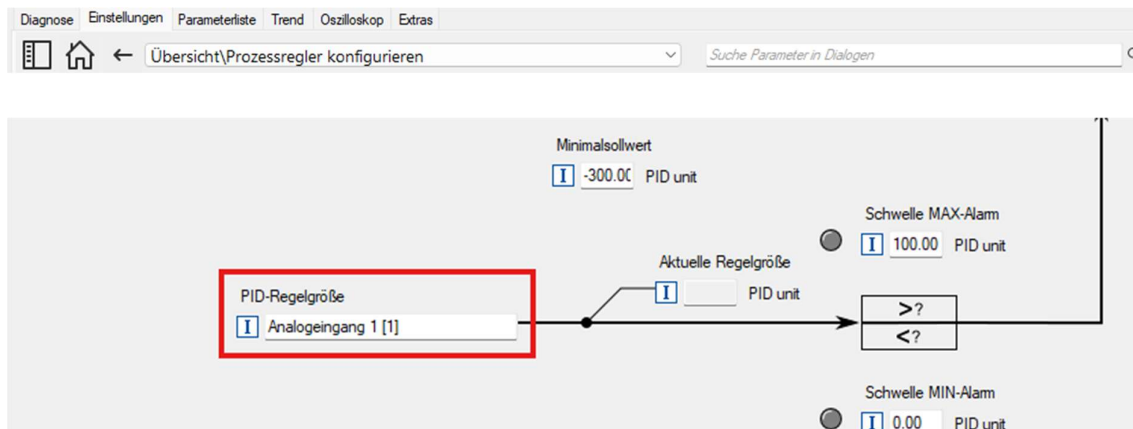 Diagnose Einstellungen Parameterliste Trend Oszilloskop Extras
Übersicht\Prozessregler konfigurieren Suche Parameter in Dialogen
Minimalsollwert
I -300.00 PID unit
Schwelle MAX-Alarm
I 100.00 PID unit
Aktuelle Regelgröße
I PID unit
PID-Regelgröße
I Analogeingang 1 [1]
>?
<?
Schwelle MIN-Alarm
I 0.00 PID unit